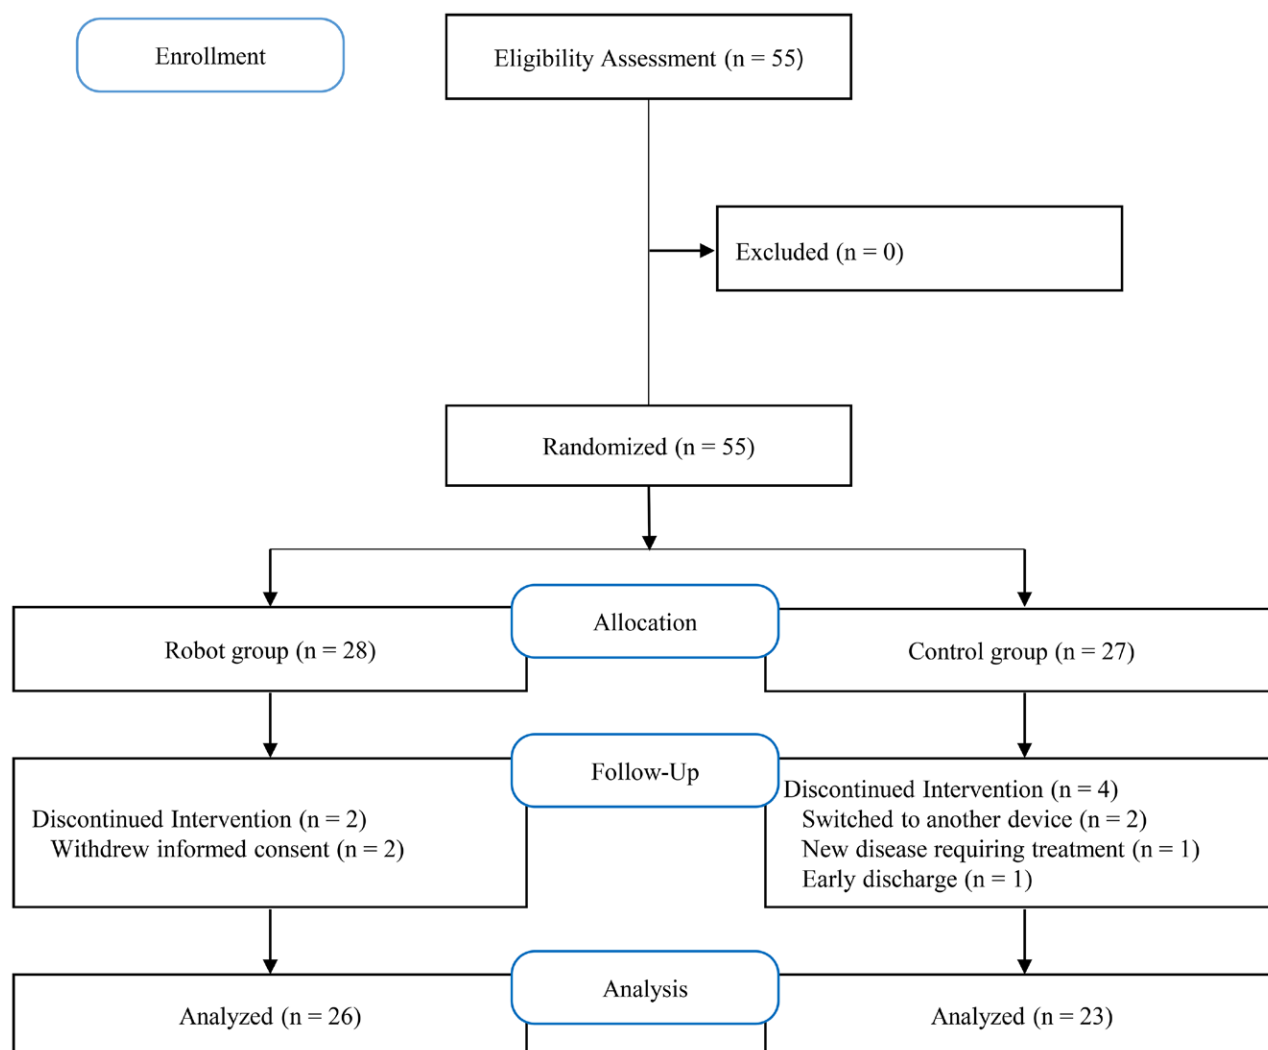 Enrollment
Eligibility Assessment (n = 55)
Excluded (n = 0)
Randomized (n = 55)
Allocation
Robot group (n = 28)
Control group (n = 27)
Follow-Up
Discontinued Intervention (n = 2)
Withdrew informed consent (n = 2)
Discontinued Intervention (n = 4)
Switched to another device (n = 2)
New disease requiring treatment (n = 1)
Early discharge (n = 1)
Analysis
Analyzed (n = 26)
Analyzed (n = 23)